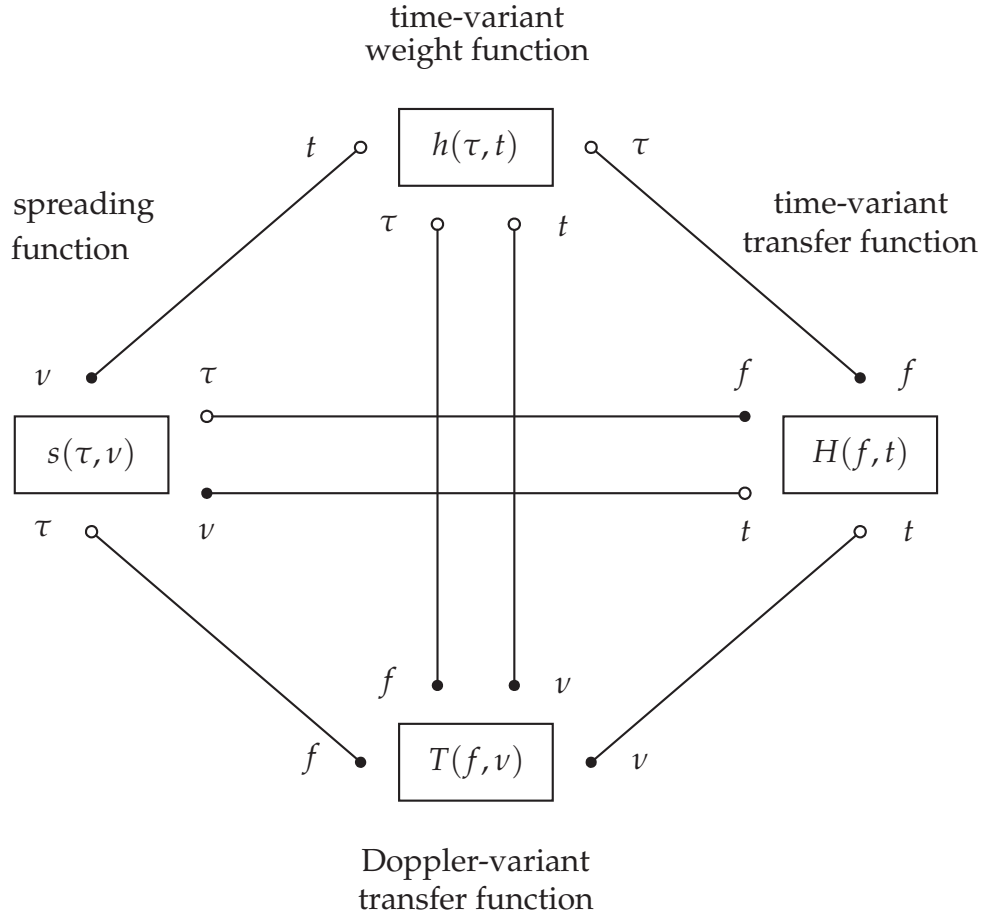 time-variant
weight function
t
h(τ, t)
τ
spreading
function
τ
t
time-variant
transfer function
ν
τ
f
f
s(τ, ν)
H(f, t)
τ
ν
t
t
f
ν
f
T(f, ν)
ν
Doppler-variant
transfer function